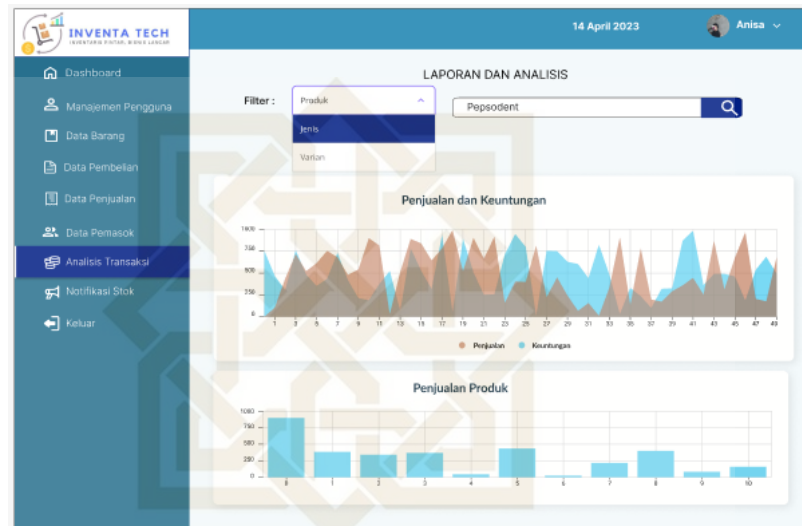 INVENTA TECH
14 April 2023
Anisa
Dashboard
Manajemen Pengguna
Data Barang
Data Pembelian
Data Penjualan
Data Pemasok
Analisis Transaksi
Notifikasi Stok
Keluar
LAPORAN DAN ANALISIS
Filter :
Produk
Pepsodent
Jenis
Varian
Penjualan dan Keuntungan
750
500
250
0
1 3 5 7 9 11 13 15 17 19 21 23 25 27 29 31 33 35 37 39 41 43 45 47 49
Penjualan Keuntungan
Penjualan Produk
1000
750
500
250
0
0 1 2 3 4 5 6 7 8 9 10